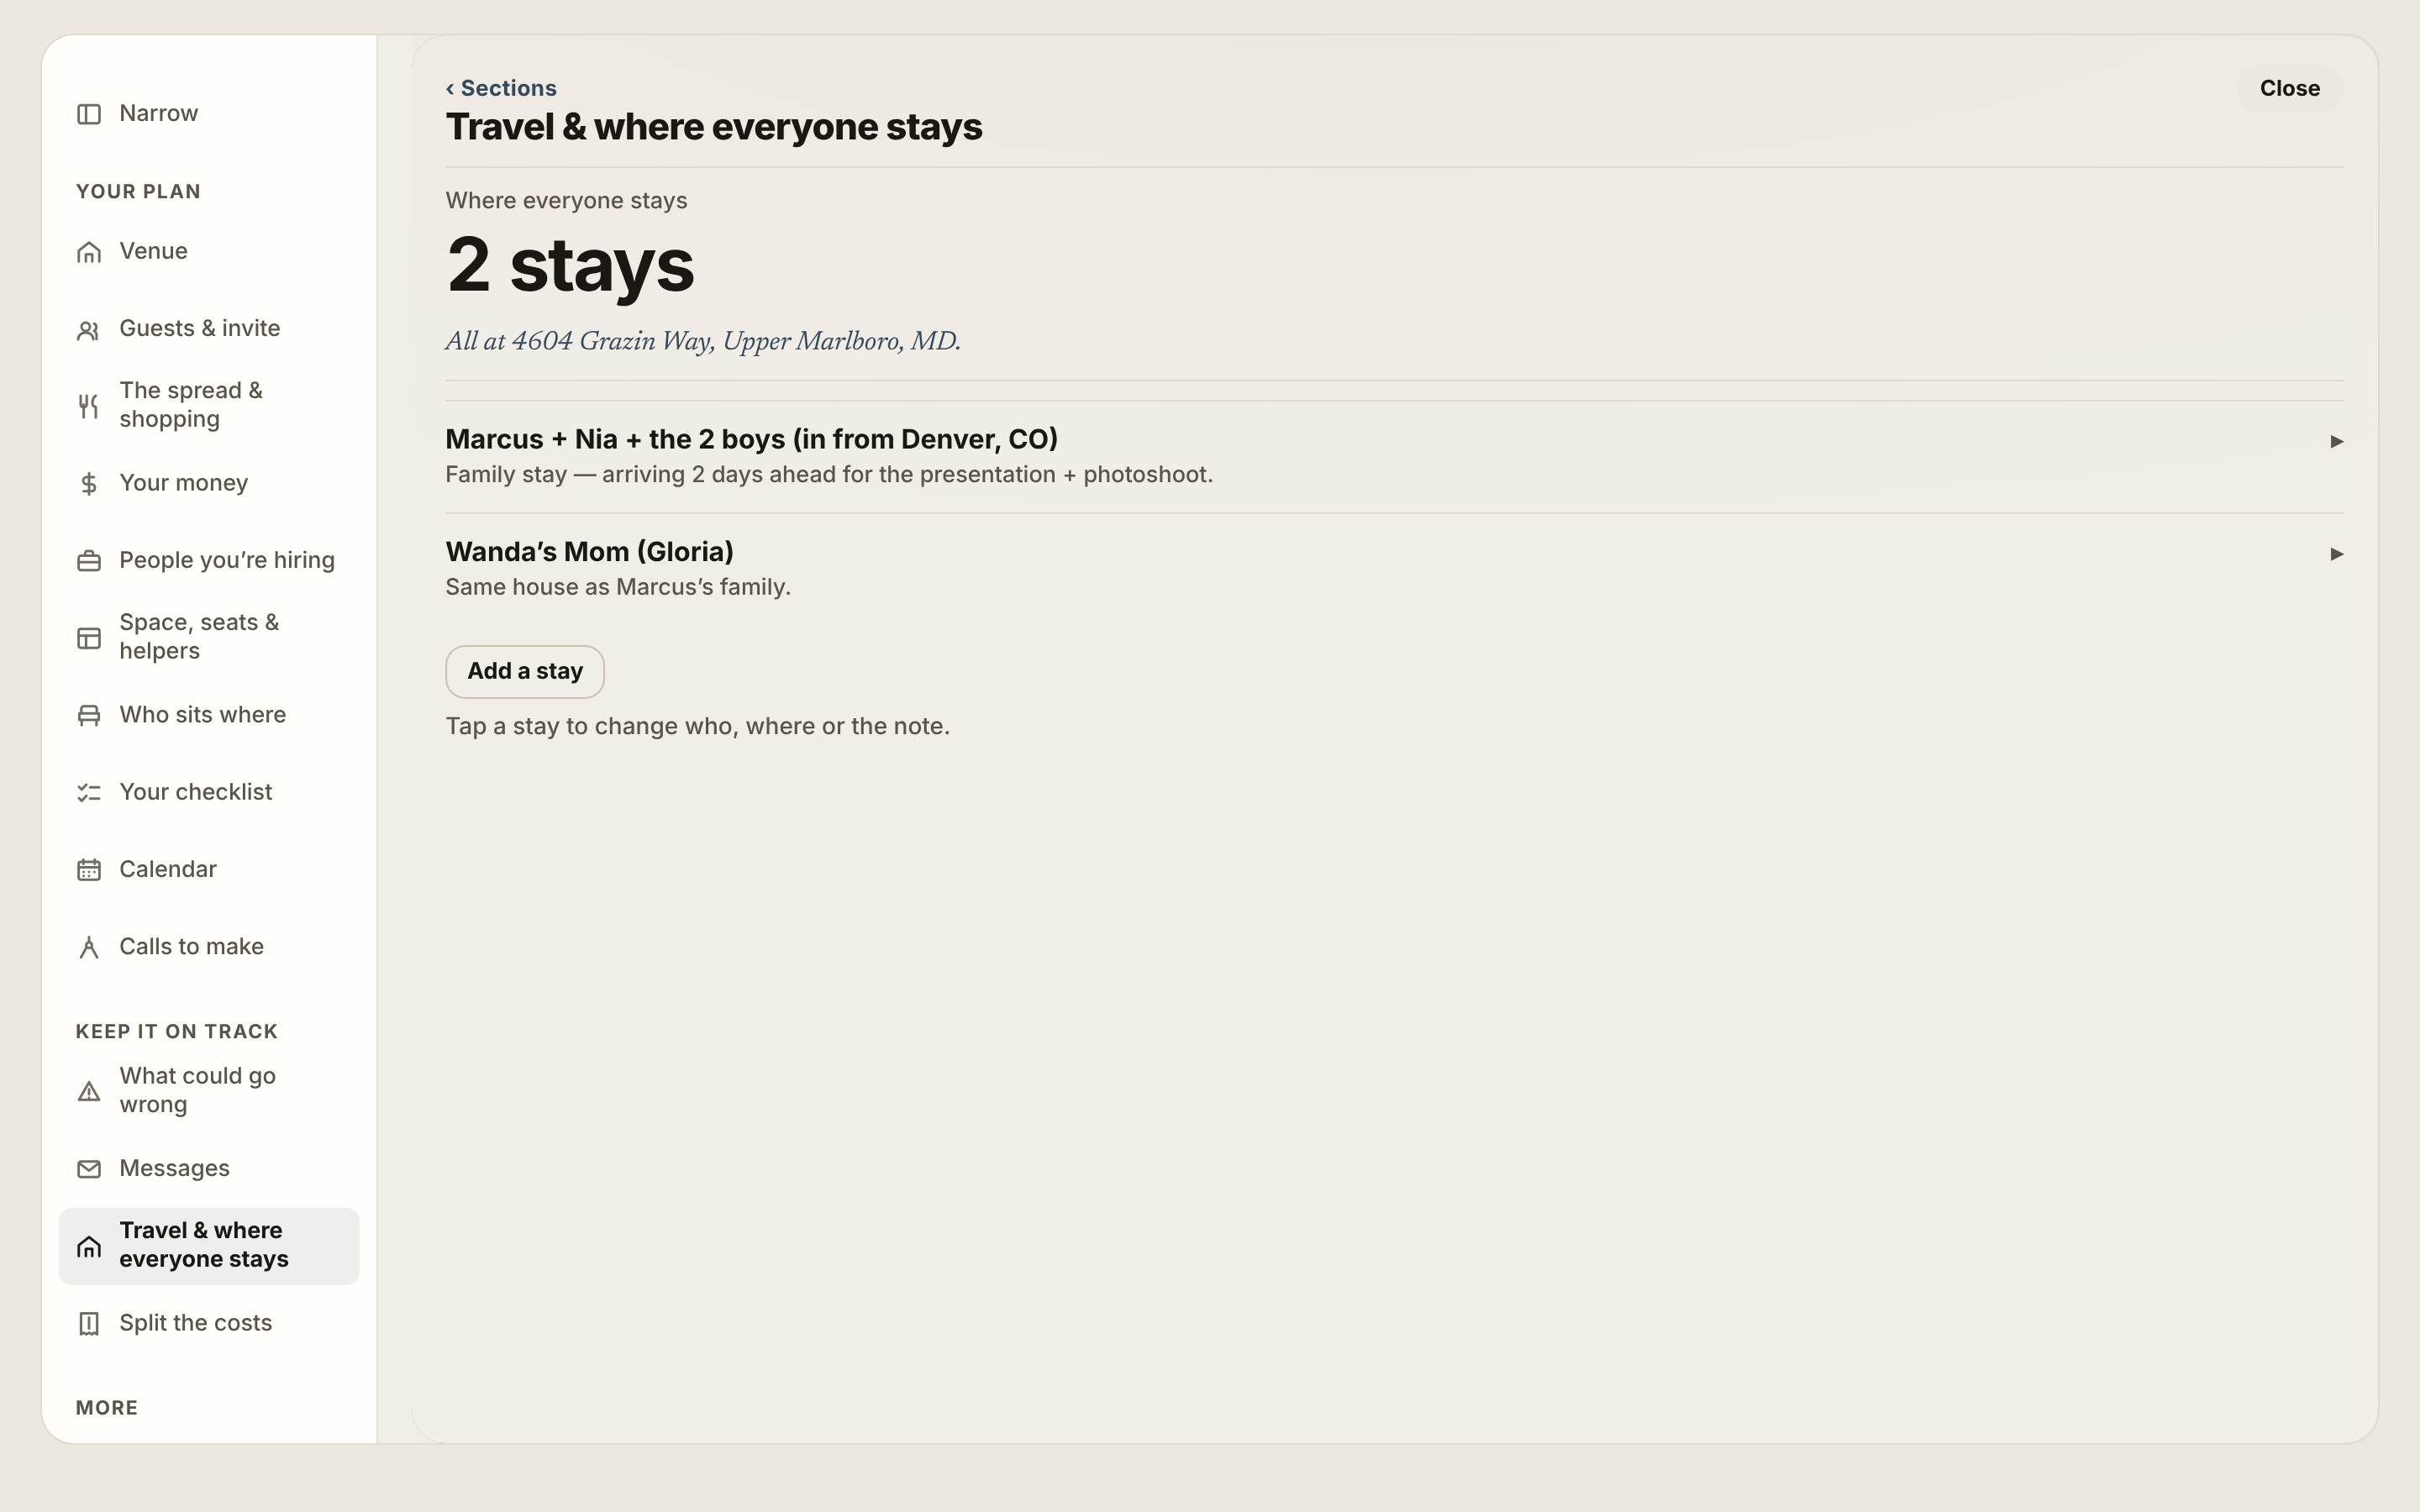 Narrow
YOUR PLAN
Venue
Guests & invite
The spread &
shopping
Your money
People you’re hiring
Space, seats &
helpers
Who sits where
Your checklist
Calendar
Calls to make
KEEP IT ON TRACK
What could go
wrong
Messages
Travel & where
everyone stays
Split the costs
MORE
‹ Sections
Close
Travel & where everyone stays
Where everyone stays
2 stays
All at 4604 Grazin Way, Upper Marlboro, MD.
Marcus + Nia + the 2 boys (in from Denver, CO)
Family stay — arriving 2 days ahead for the presentation + photoshoot.
Wanda’s Mom (Gloria)
Same house as Marcus’s family.
Add a stay
Tap a stay to change who, where or the note.